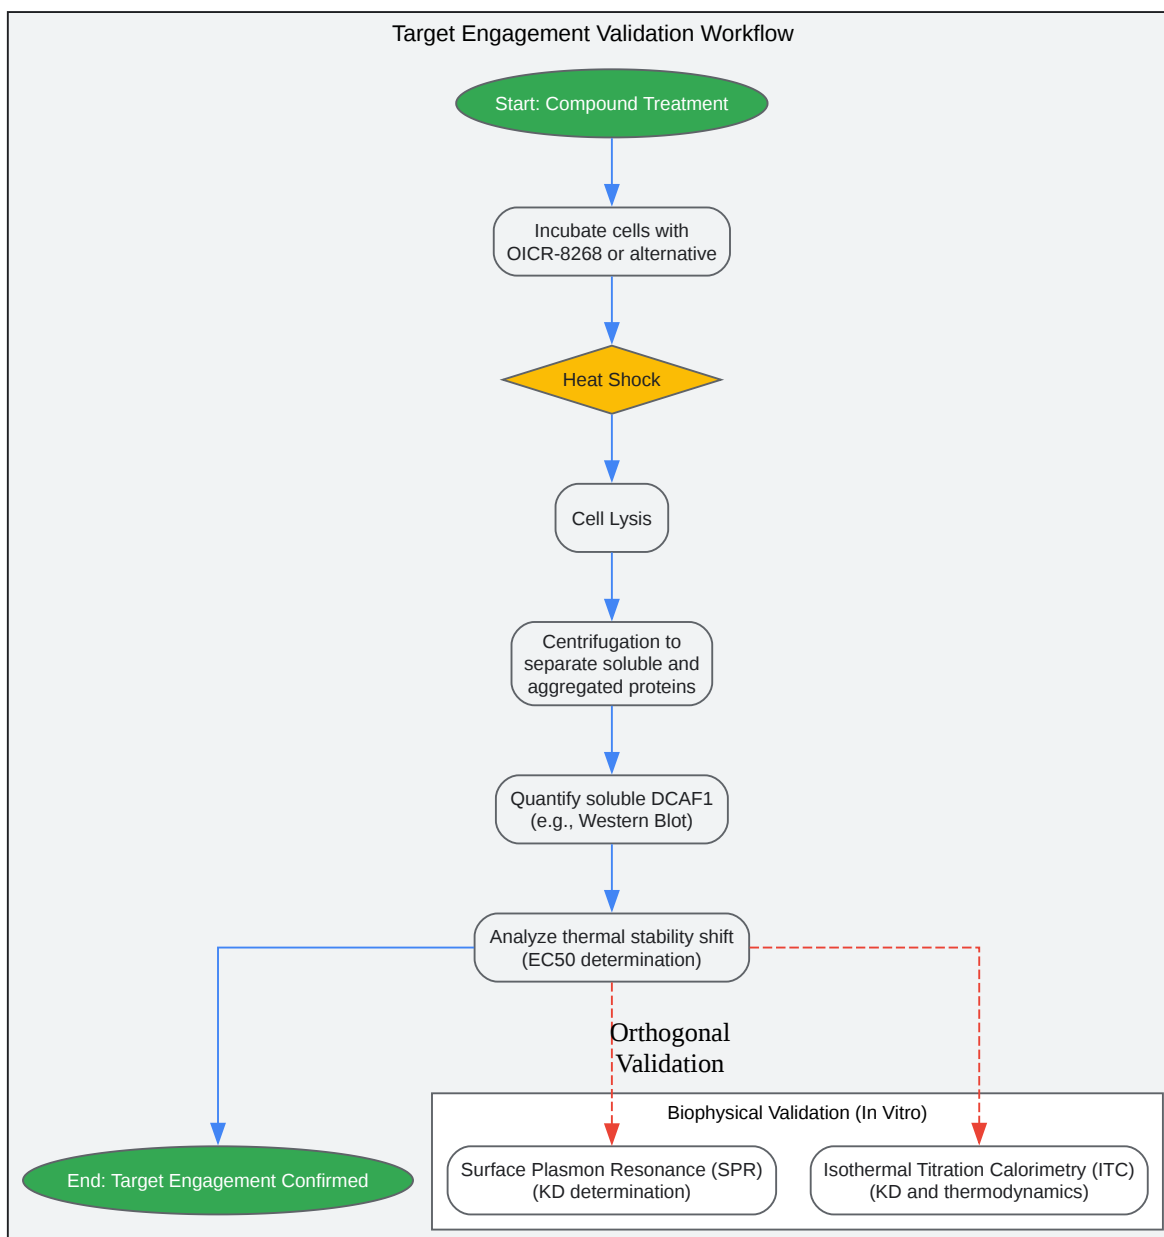 Target Engagement Validation Workflow
Start: Compound Treatment
Incubate cells with
OICR-8268 or alternative
Heat Shock
Cell Lysis
Centrifugation to
separate soluble and
aggregated proteins
Quantify soluble DCAF1
(e.g., Western Blot)
Analyze thermal stability shift
(EC50 determination)
Orthogonal
Validation
Biophysical Validation (In Vitro)
End: Target Engagement Confirmed
Surface Plasmon Resonance (SPR)
(KD determination)
Isothermal Titration Calorimetry (ITC)
(KD and thermodynamics)